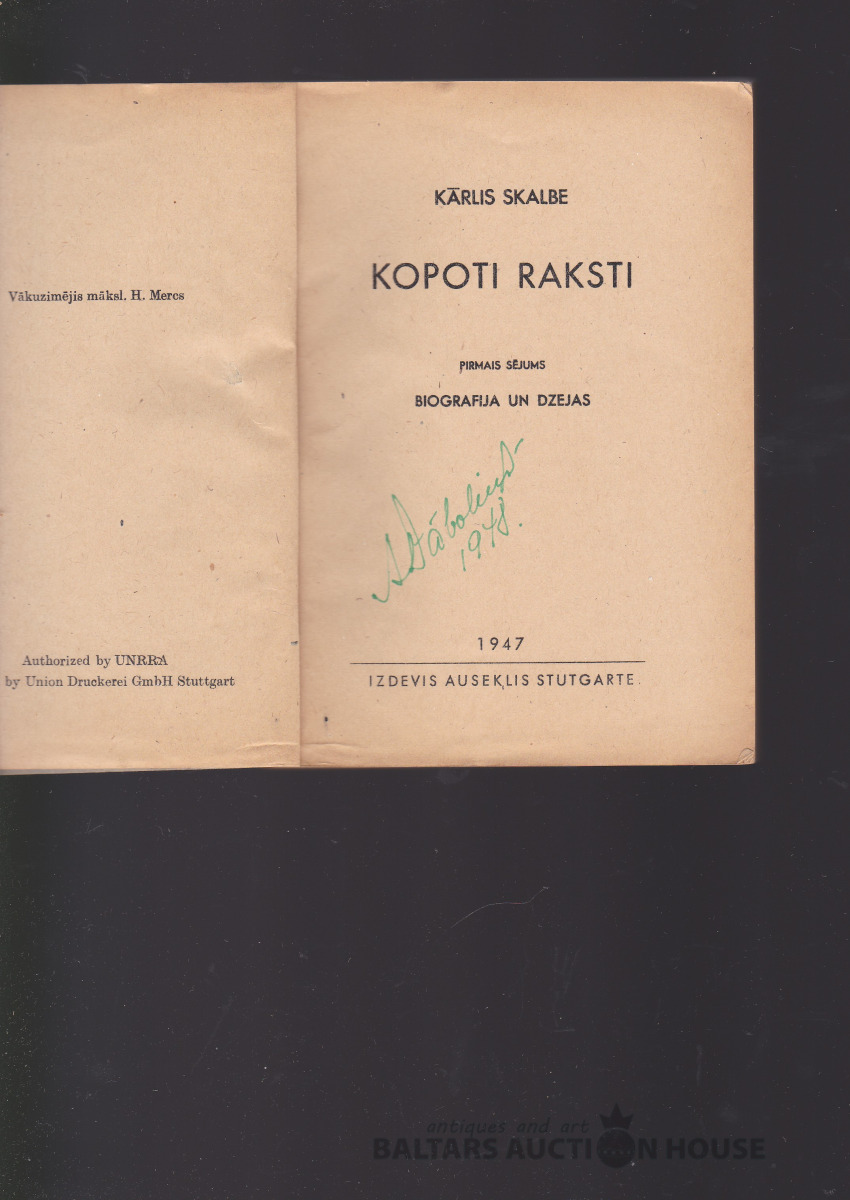 Vākuzimējis māksl. H. Mercs
Authorized by UNRRA
by Union Druckerei GmbH Stuttgart
KĀRLIS SKALBE
KOPOTI RAKSTI
PIRMAIS SĒJUMS
BIOGRAFIJA UN DZEJAS
1948.
1947
IZDEVIS AUSEKLIS STUTGARTE
antiques and art
BALTARS AUCTION HOUSE